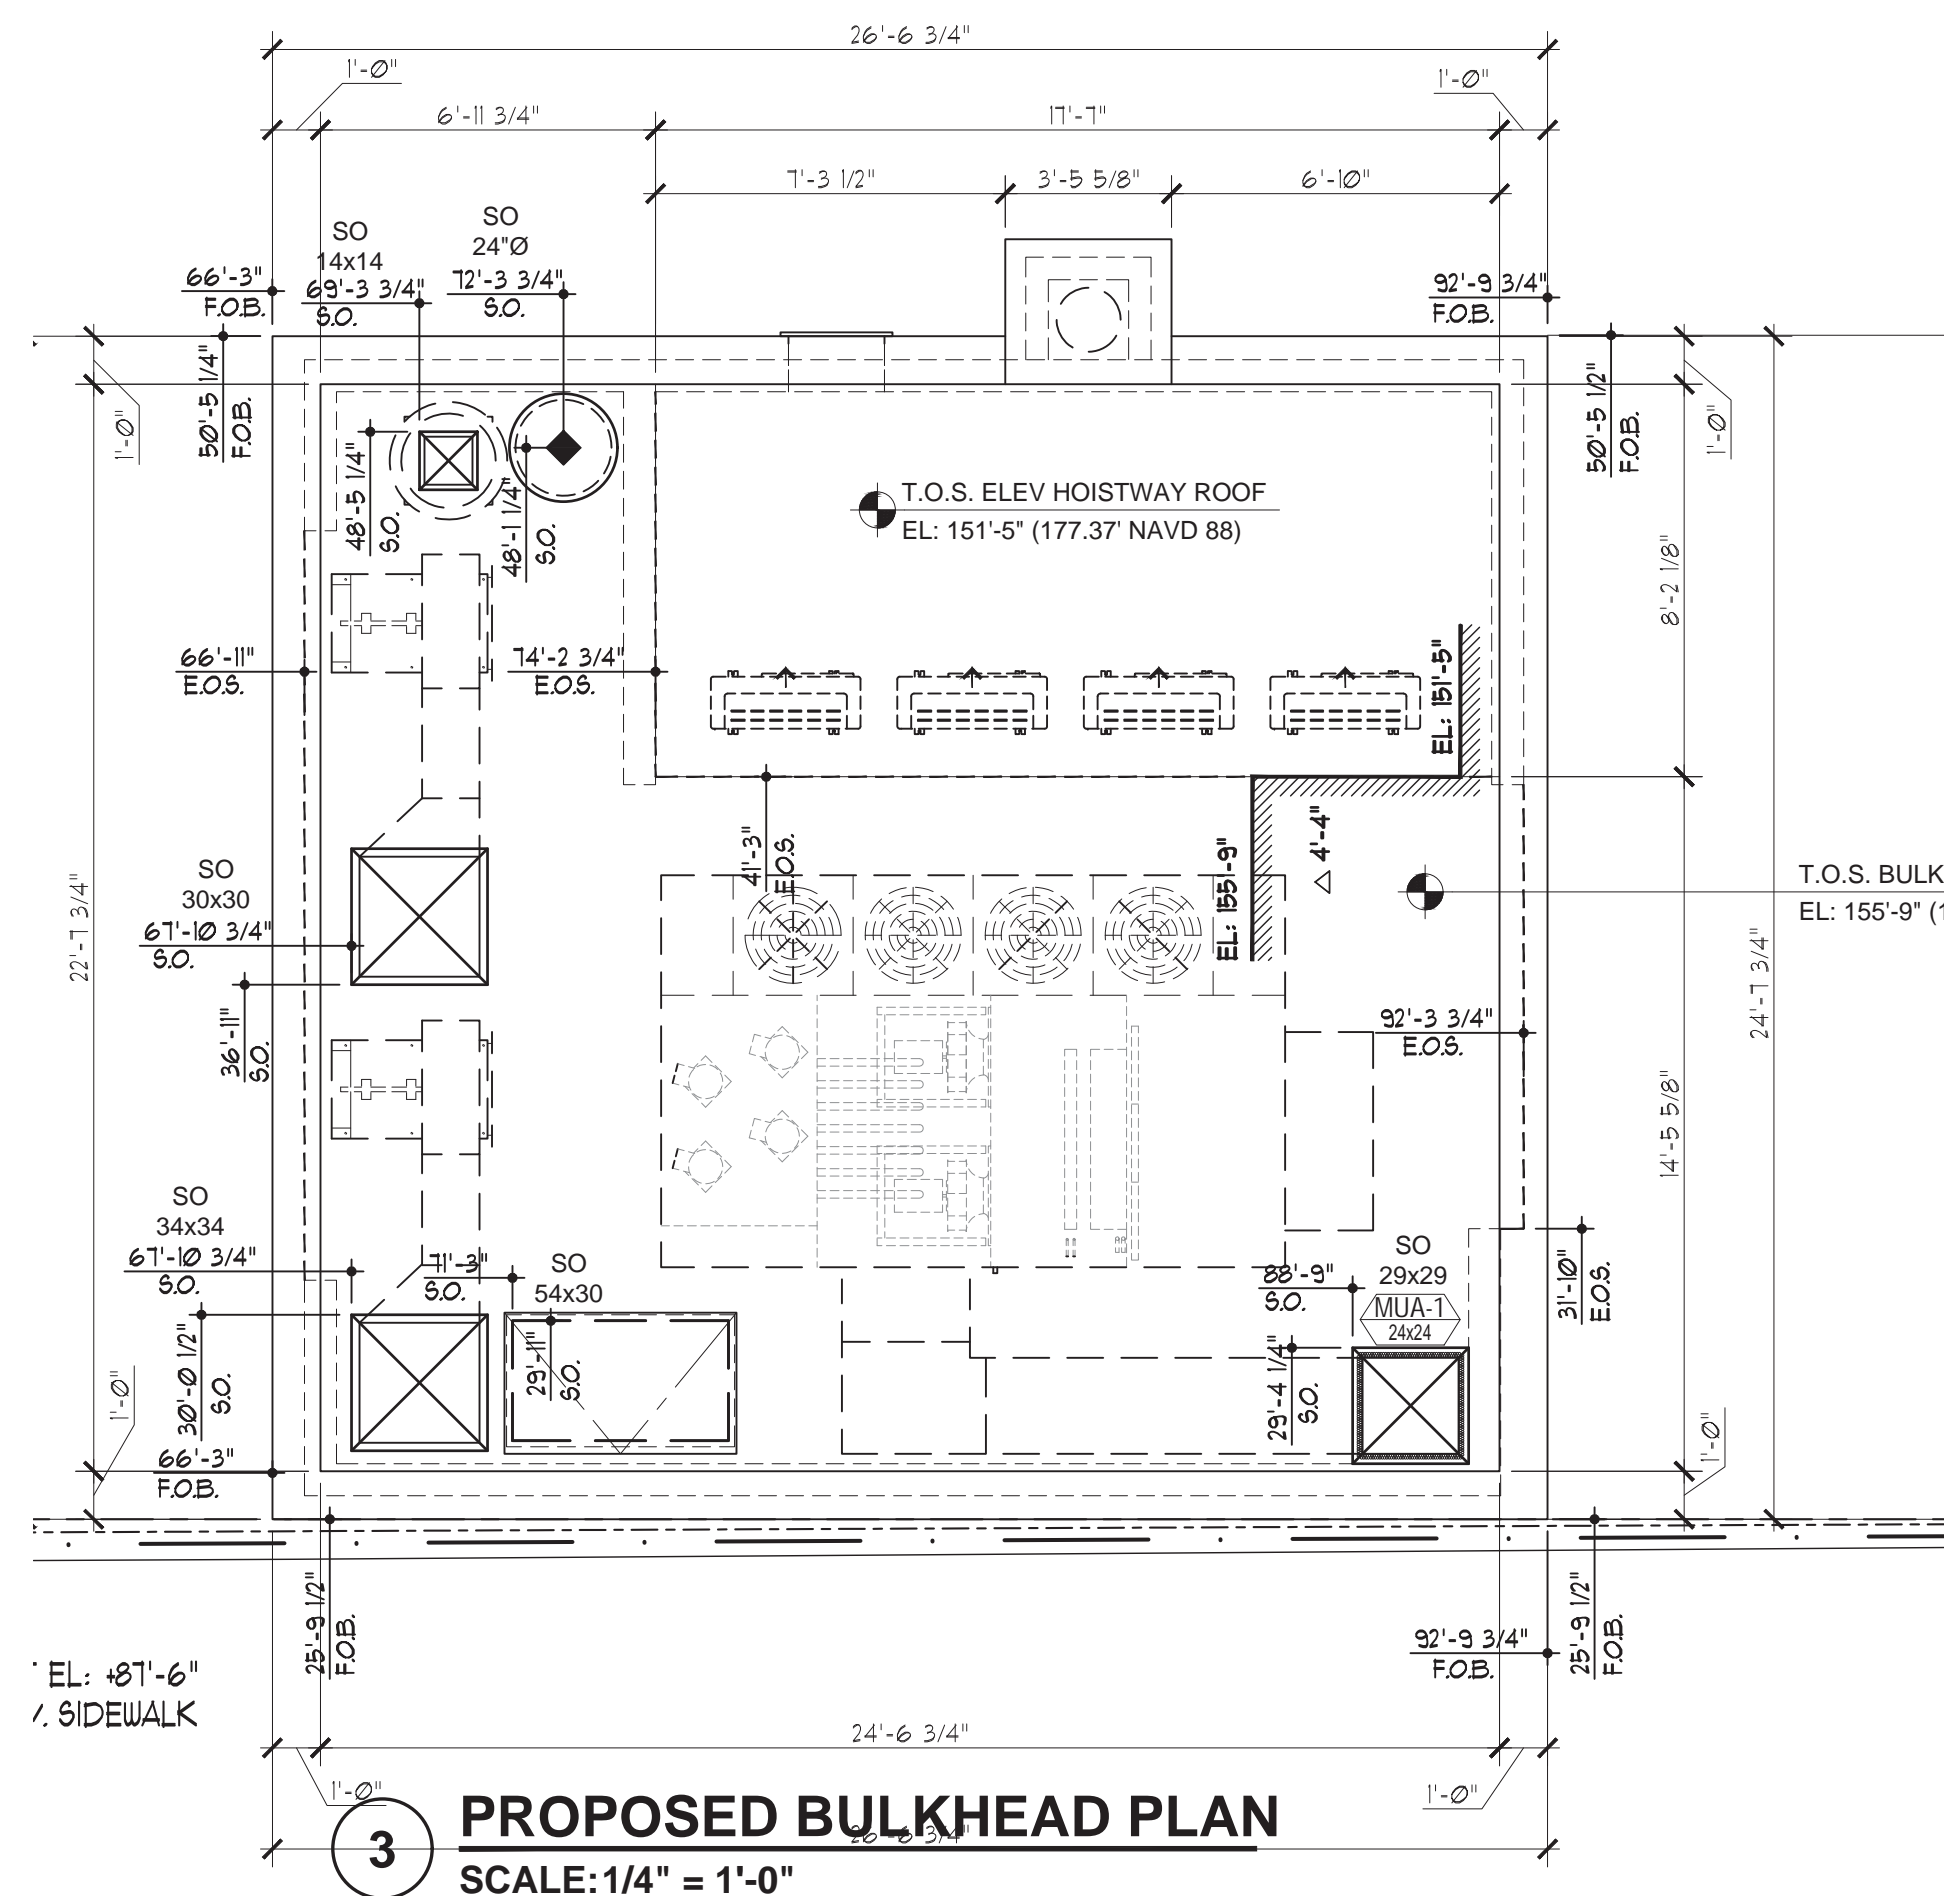 26'-6 3/4"
1'-0"
1'-0"
6'-11 3/4"
17'-7"
7'-3 1/2"
3'-5 5/8"
6'-10"
SO
14x14
69'-3 3/4"
S.O.
SO
24"Ø
72'-3 3/4"
S.O.
66'-3"
F.O.B.
92'-9 3/4"
F.O.B.
50'-5 1/4"
F.O.B.
1'-0"
50'-5 1/2"
F.O.B.
1'-0"
48'-5 1/4"
S.O.
48'-1 1/4"
S.O.
T.O.S. ELEV HOISTWAY ROOF
EL: 151'-5" (177.37' NAVD 88)
8'-2 1/8"
66'-11"
E.O.S.
74'-2 3/4"
E.O.S.
EL: 151'-5"
41'-3"
E.O.S.
EL: 155'-9"
4'-4"
T.O.S. BULK
EL: 155'-9" (1
SO
30x30
67'-10 3/4"
S.O.
22'-7 3/4"
24'-7 3/4"
36'-11"
S.O.
92'-3 3/4"
E.O.S.
14'-5 5/8"
SO
34x34
67'-10 3/4"
S.O.
71'-3"
S.O.
SO
54x30
29'-11"
S.O.
88'-9"
S.O.
SO
29x29
MUA-1
24x24
29'-4 1/4"
S.O.
31'-10"
E.O.S.
30'-0 1/2"
S.O.
1'-0"
1'-0"
66'-3"
F.O.B.
25'-9 1/2"
F.O.B.
92'-9 3/4"
F.O.B.
25'-9 1/2"
F.O.B.
EL: +87'-6"
. SIDEWALK
24'-6 3/4"
1'-0"
1'-0"
3
PROPOSED BULKHEAD PLAN
26'-6 3/4"
SCALE:1/4" = 1'-0"